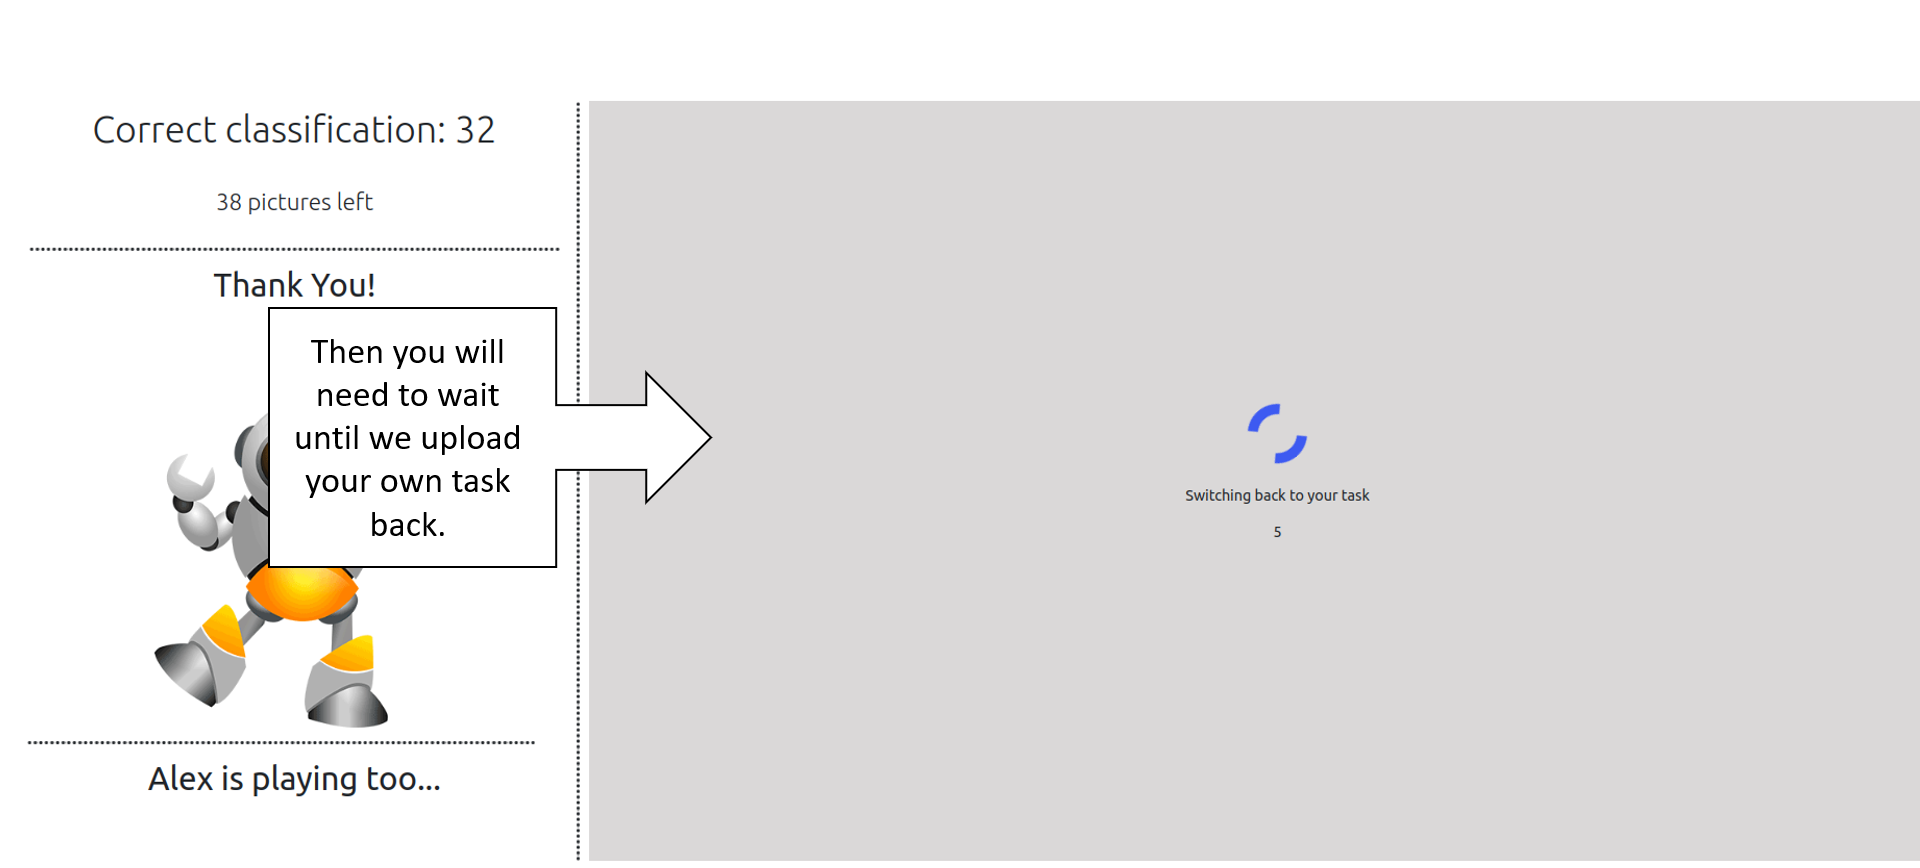 Correct classification: 32
38 pictures left
Thank You!
Then you will
need to wait
until we upload
your own task
back.
Alex is playing too...
Switching back to your task
5